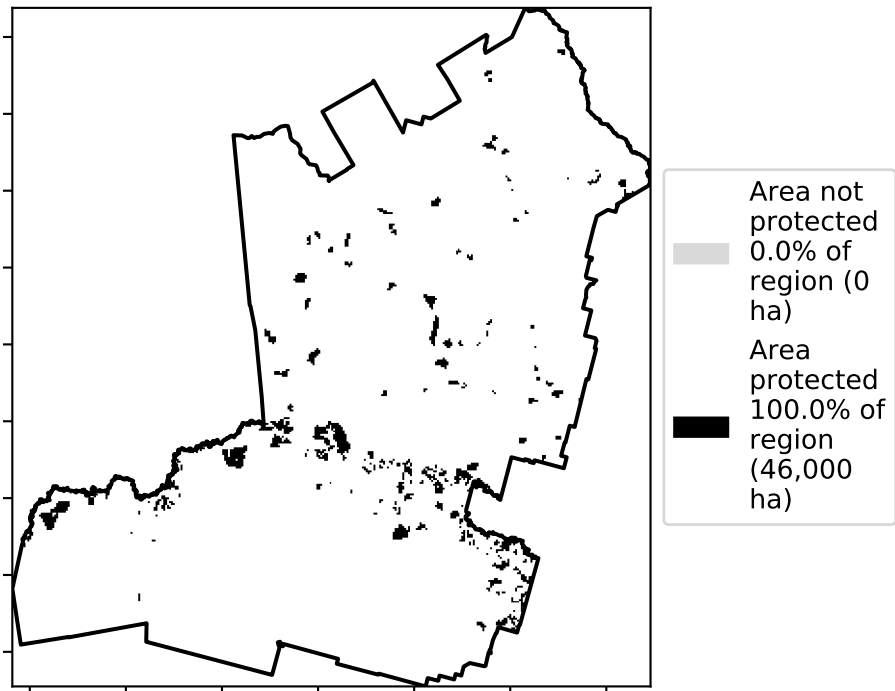 Area not
protected
0.0% of
region (0
ha)
Area
protected
100.0% of
region
(46,000
ha)